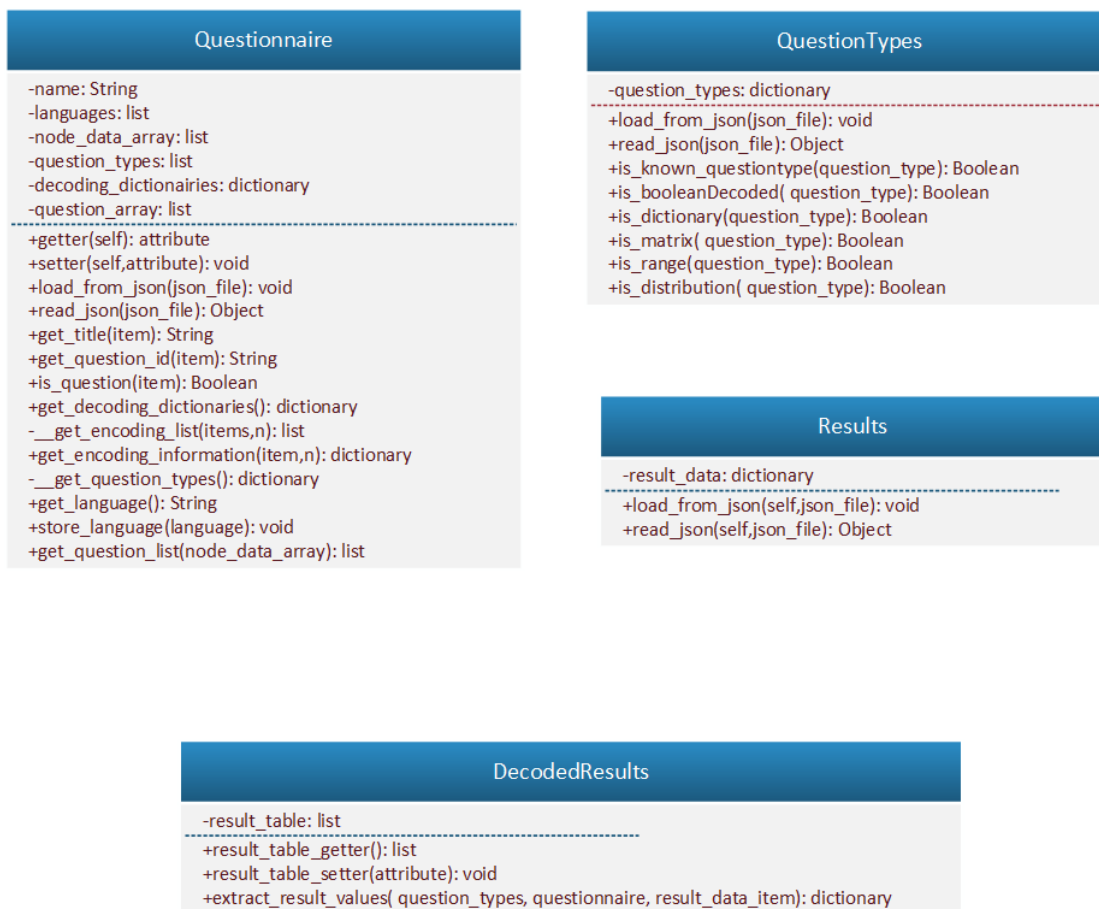 Questionnaire
-name: String
-languages: list
-node_data_array: list
-question_types: list
-decoding_dictionairies: dictionary
-question_array: list
+getter(self): attribute
+setter(self,attribute): void
+load_from_json(json_file): void
+read_json(json_file): Object
+get_title(item): String
+get_question_id(item): String
+is_question(item): Boolean
+get_decoding_dictionaries(): dictionary
-__get_encoding_list(items,n): list
+get_encoding_information(item,n): dictionary
-__get_question_types(): dictionary
+get_language(): String
+store_language(language): void
+get_question_list(node_data_array): list
QuestionTypes
-question_types: dictionary
+load_from_json(json_file): void
+read_json(json_file): Object
+is_known_questiontype(question_type): Boolean
+is_booleanDecoded( question_type): Boolean
+is_dictionary(question_type): Boolean
+is_matrix( question_type): Boolean
+is_range(question_type): Boolean
+is_distribution( question_type): Boolean
Results
-result_data: dictionary
+load_from_json(self,json_file): void
+read_json(self,json_file): Object
DecodedResults
-result_table: list
+result_table_getter(): list
+result_table_setter(attribute): void
+extract_result_values( question_types, questionnaire, result_data_item): dictionary